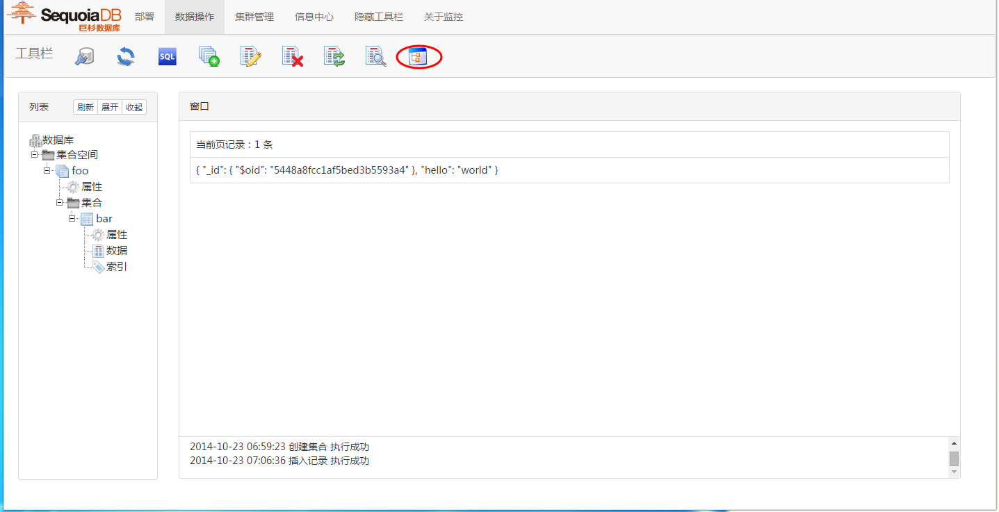 SequoiaDB
巨杉数据库
部署 数据操作 集群管理 信息中心 隐藏工具栏 关于监控
工具栏 SQL
列表 刷新 展开 收起
数据库
集合空间
foo
属性
集合
bar
属性
数据
索引
窗口
当前页记录：1 条
{ "_id": { "$oid": "5448a8fcc1af5bed3b5593a4" }, "hello": "world" }
2014-10-23 06:59:23 创建集合 执行成功
2014-10-23 07:06:36 插入记录 执行成功